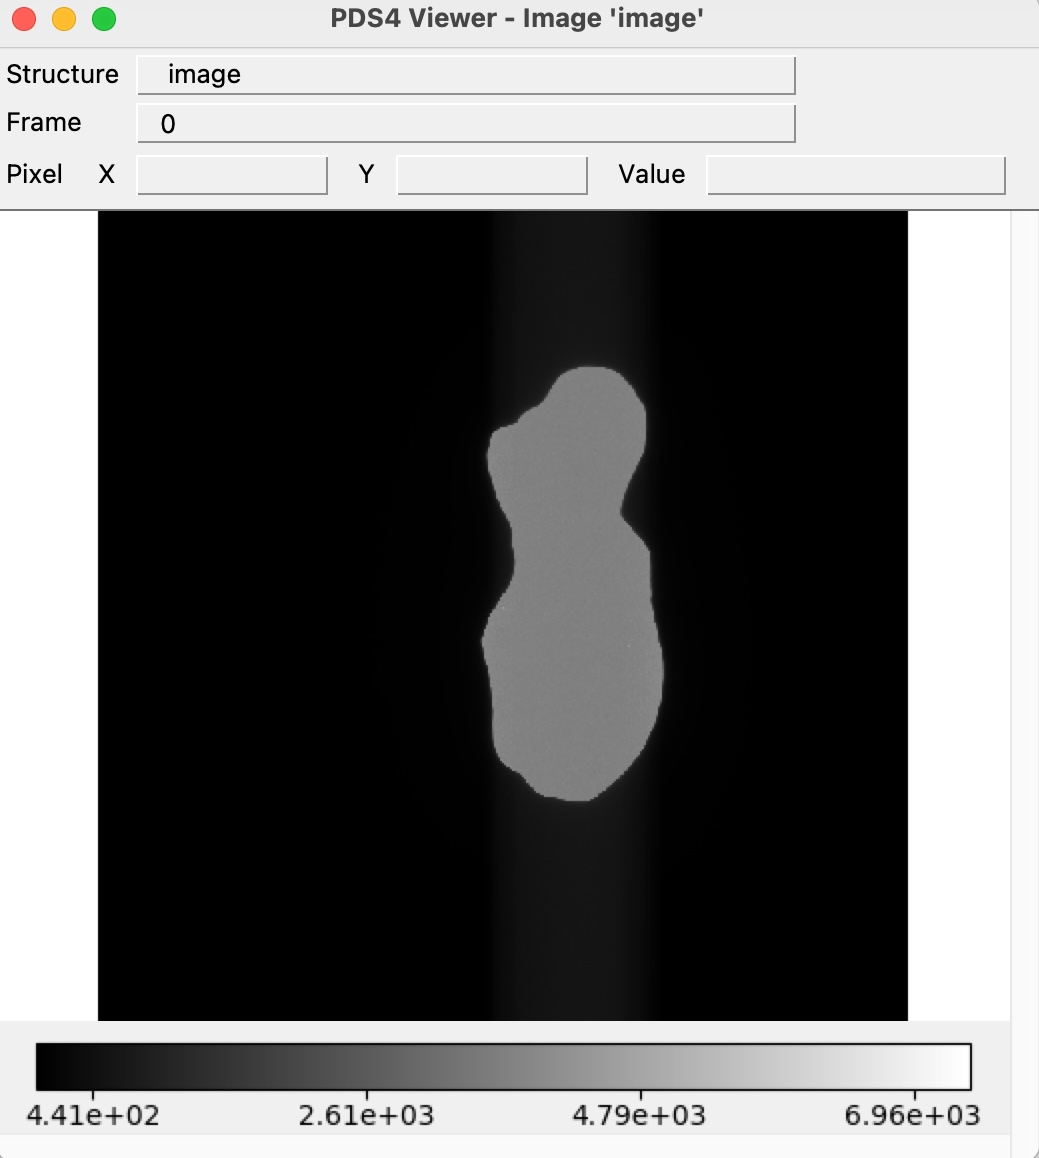 PDS4 Viewer - Image 'image'
Structure image
Frame 0
Pixel X Y Value
4.41e+02 2.61e+03 4.79e+03 6.96e+03